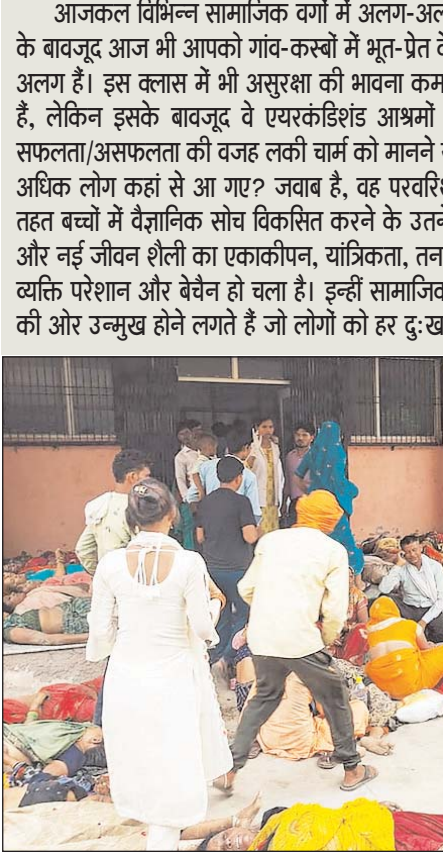 आजकल विभिन्न सामाजिक वर्गों में अलग-अल
के बावजूद आज भी आपको गांव-कस्बों में भूत-प्रेत
अलग हैं। इस क्लास में भी असुरक्षा की भावना कम
हैं, लेकिन इसके बावजूद वे एयरकंडिशंड आश्रमों
सफलता/असफलता की वजह लकी चार्म को मानने
अधिक लोग कहां से आ गए? जवाब है, वह परवरिश
तहत बच्चों में वैज्ञानिक सोच विकसित करने के उतने
और नई जीवन शैली का एकाकीपन, यांत्रिकता, तन
व्यक्ति परेशान और बेचैन हो चला है। इन्हीं सामाजिक
की ओर उन्मुख होने लगते हैं जो लोगों को हर दुःख